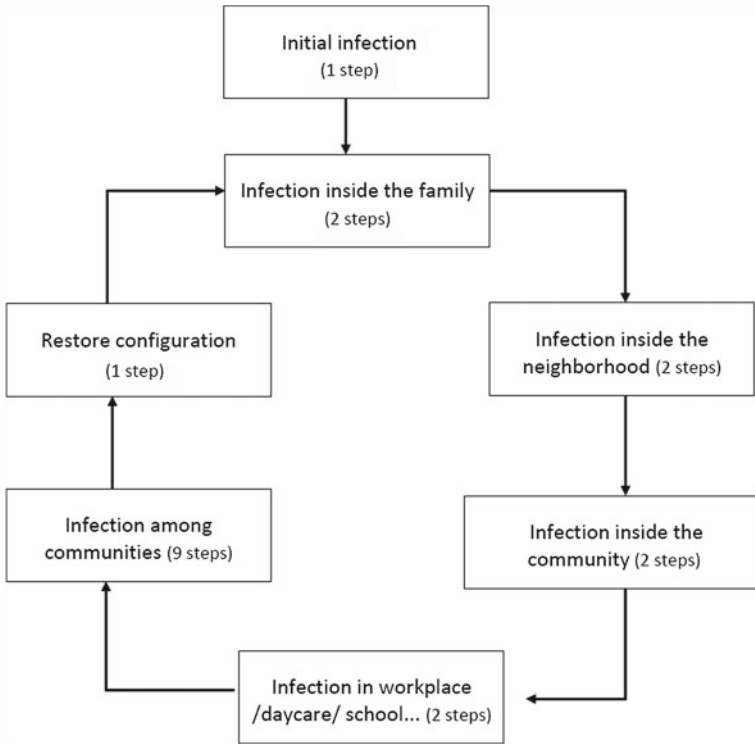 Initial infection
(1 step)
Infection inside the family
(2 steps)
Infection inside the
neighborhood (2 steps)
Infection inside the
community (2 steps)
Infection in workplace
/daycare/ school... (2 steps)
Infection among
communities (9 steps)
Restore configuration
(1 step)